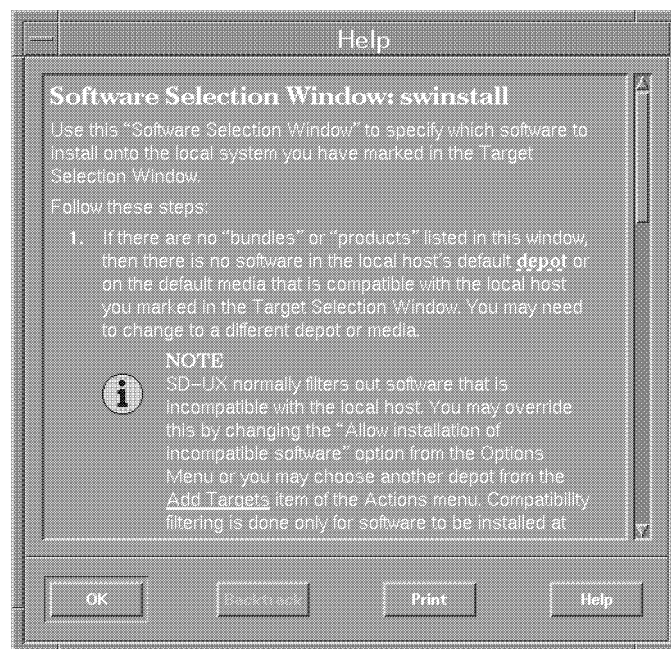 Help
Software Selection Window: swinstall
Use this “Software Selection Window” to specify which software to
install onto the local system you have marked in the Target
Selection Window.
Follow these steps:
1. If there are no “bundles” or “products” listed in this window,
then there is no software in the local host's default depot or
on the default media that is compatible with the local host
you marked in the Target Selection Window. You may need
to change to a different depot or media.
NOTE
SD-UX normally filters out software that is
incompatible with the local host. You may override
this by changing the “Allow installation of
incompatible software” option from the Options
Menu or you may choose another depot from the
Add Targets item of the Actions menu. Compatibility
filtering is done only for software to be installed at
OK Backtrack Print Help